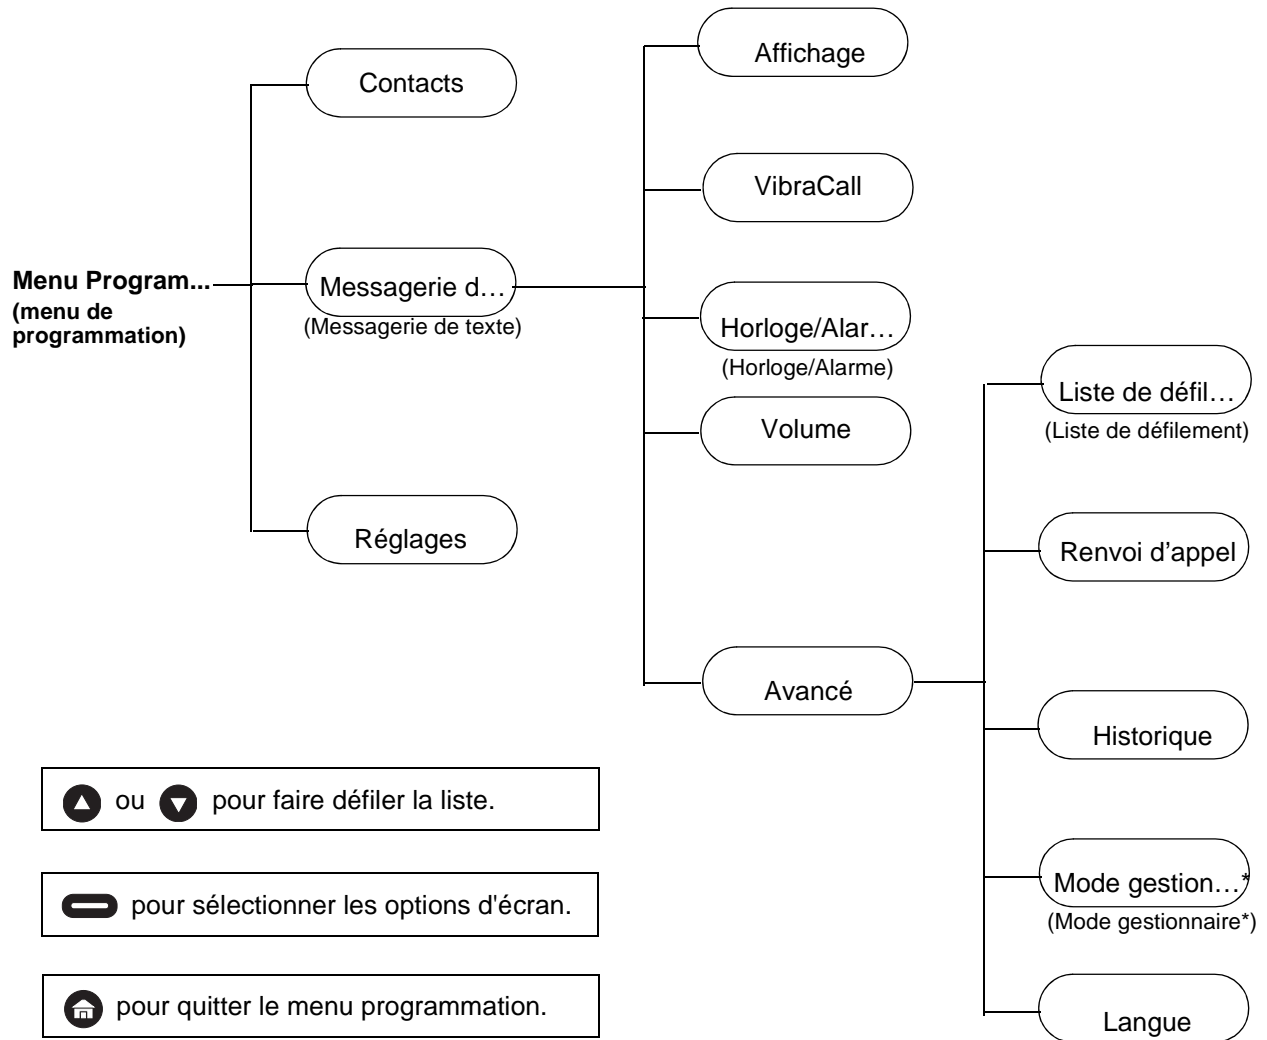 Menu Program...
(menu de
programmation)
Contacts
Messagerie d…
(Messagerie de texte)
Réglages
Affichage
VibraCall
Horloge/Alar…
(Horloge/Alarme)
Volume
Avancé
Liste de défil…
(Liste de défilement)
Renvoi d’appel
Historique
Mode gestion…*
(Mode gestionnaire*)
Langue
ou pour faire défiler la liste.
pour sélectionner les options d'écran.
pour quitter le menu programmation.